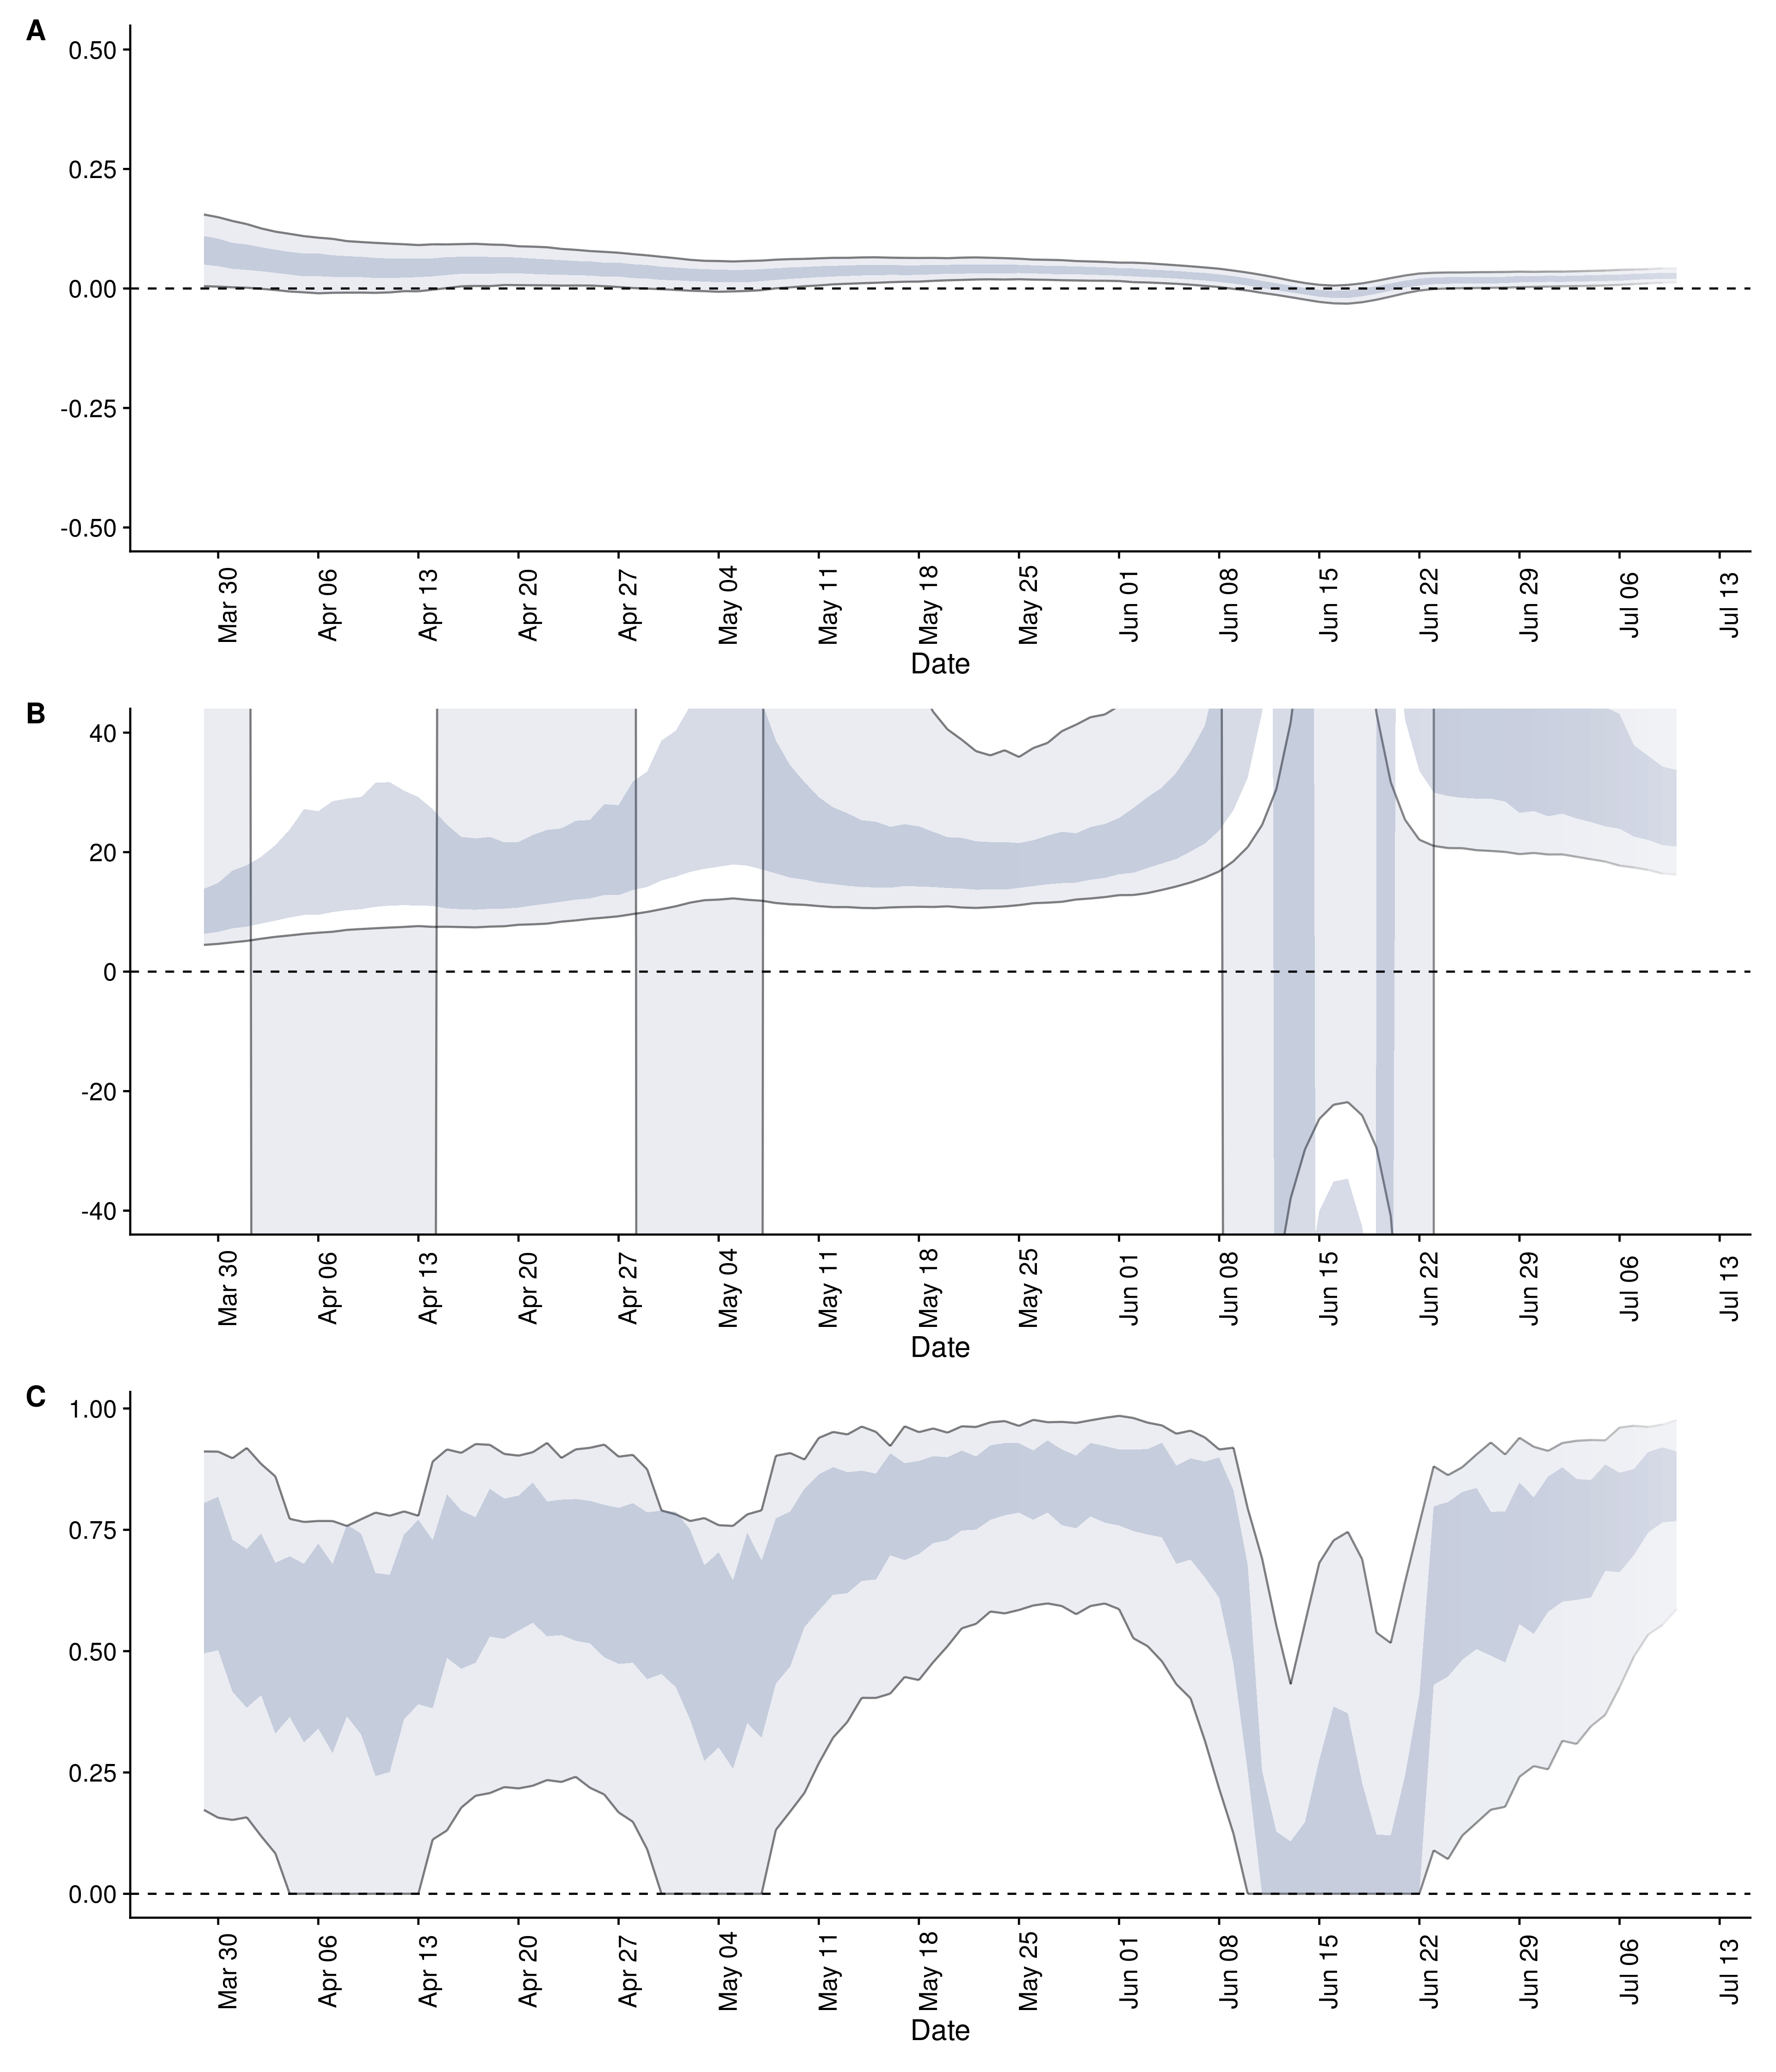 A
0.50
0.25
0.00
-0.25
-0.50
Mar 30
Apr 06
Apr 13
Apr 20
Apr 27
May 04
May 11
May 18
May 25
Jun 01
Jun 08
Jun 15
Jun 22
Jun 29
Jul 06
Jul 13
Date
B
40
20
0
-20
-40
Mar 30
Apr 06
Apr 13
Apr 20
Apr 27
May 04
May 11
May 18
May 25
Jun 01
Jun 08
Jun 15
Jun 22
Jun 29
Jul 06
Jul 13
Date
C
1.00
0.75
0.50
0.25
0.00
Mar 30
Apr 06
Apr 13
Apr 20
Apr 27
May 04
May 11
May 18
May 25
Jun 01
Jun 08
Jun 15
Jun 22
Jun 29
Jul 06
Jul 13
Date